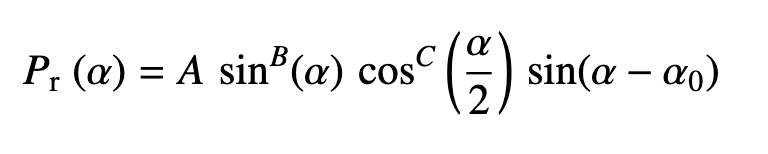 P_r (α) = A sin^B(α) cos^C (α/2) sin(α − α_0)